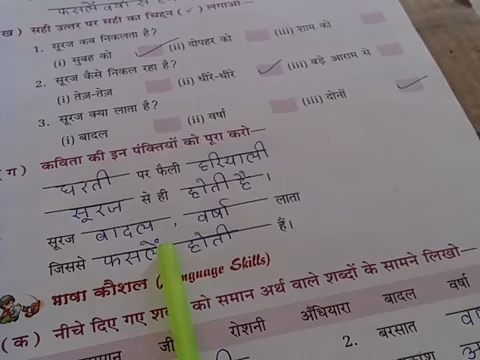 फसलें वर्षा से
ख) सही उत्तर पर सही का चिह्न (✓) लगाओ—
1. सूरज कब निकलता है?
(i) सुबह को ✓ (ii) दोपहर को (iii) शाम को
2. सूरज कैसे निकल रहा है?
(i) तेज़-तेज़ (ii) धीरे-धीरे ✓ (iii) बड़े आराम से
3. सूरज क्या लाता है?
(i) बादल (ii) वर्षा (iii) दोनों ✓
(ग) कविता की इन पंक्तियों को पूरा करो—
धरती पर फैली हरियाली
सूरज से ही होती है ।
सूरज बादल , वर्षा लाता
जिससे फसलें होती हैं।
भाषा कौशल (Language Skills)
(क) नीचे दिए गए को समान अर्थ वाले शब्दों के सामने लिखो—
रोशनी अँधियारा बादल वर्षा
2. बरसात